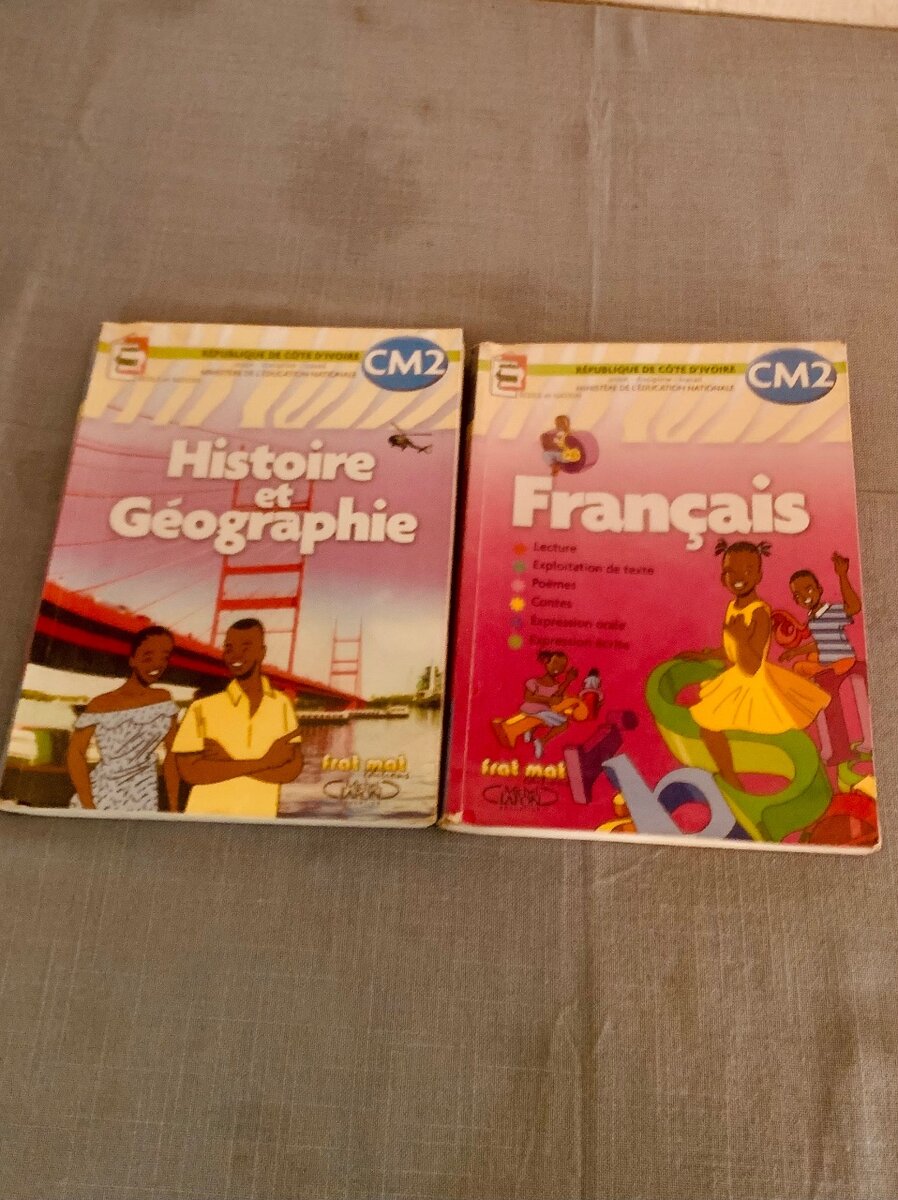 RÉPUBLIQUE DE CÔTE D'IVOIRE
MINISTÈRE DE L'ÉDUCATION NATIONALE
CM2
Histoire
et
Géographie
frat mat
RÉPUBLIQUE DE CÔTE D'IVOIRE
MINISTÈRE DE L'ÉDUCATION NATIONALE
CM2
Français
Lecture
Exploitation de texte
Poèmes
Contes
Expression orale
Expression écrite
frat mat